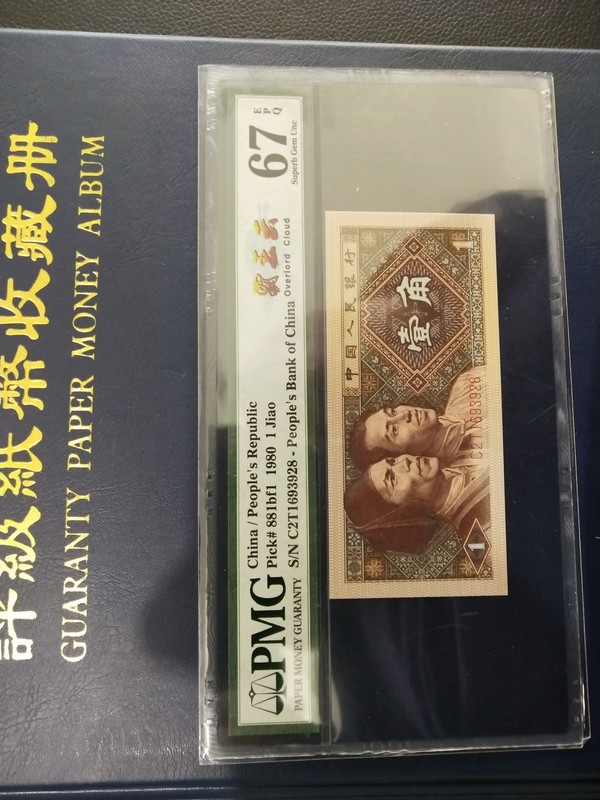 評級紙幣收藏册
GUARANTY PAPER MONEY ALBUM
PMG
PAPER MONEY GUARANTY
China / People's Republic
Pick# 881bf1 1980 1 Jiao
S/N C2T1693928 - People's Bank of China
霸王云
Overlord Cloud
67
EPQ
Superb Gem Unc
中国人民银行
壹角
1
C2T1693928
1